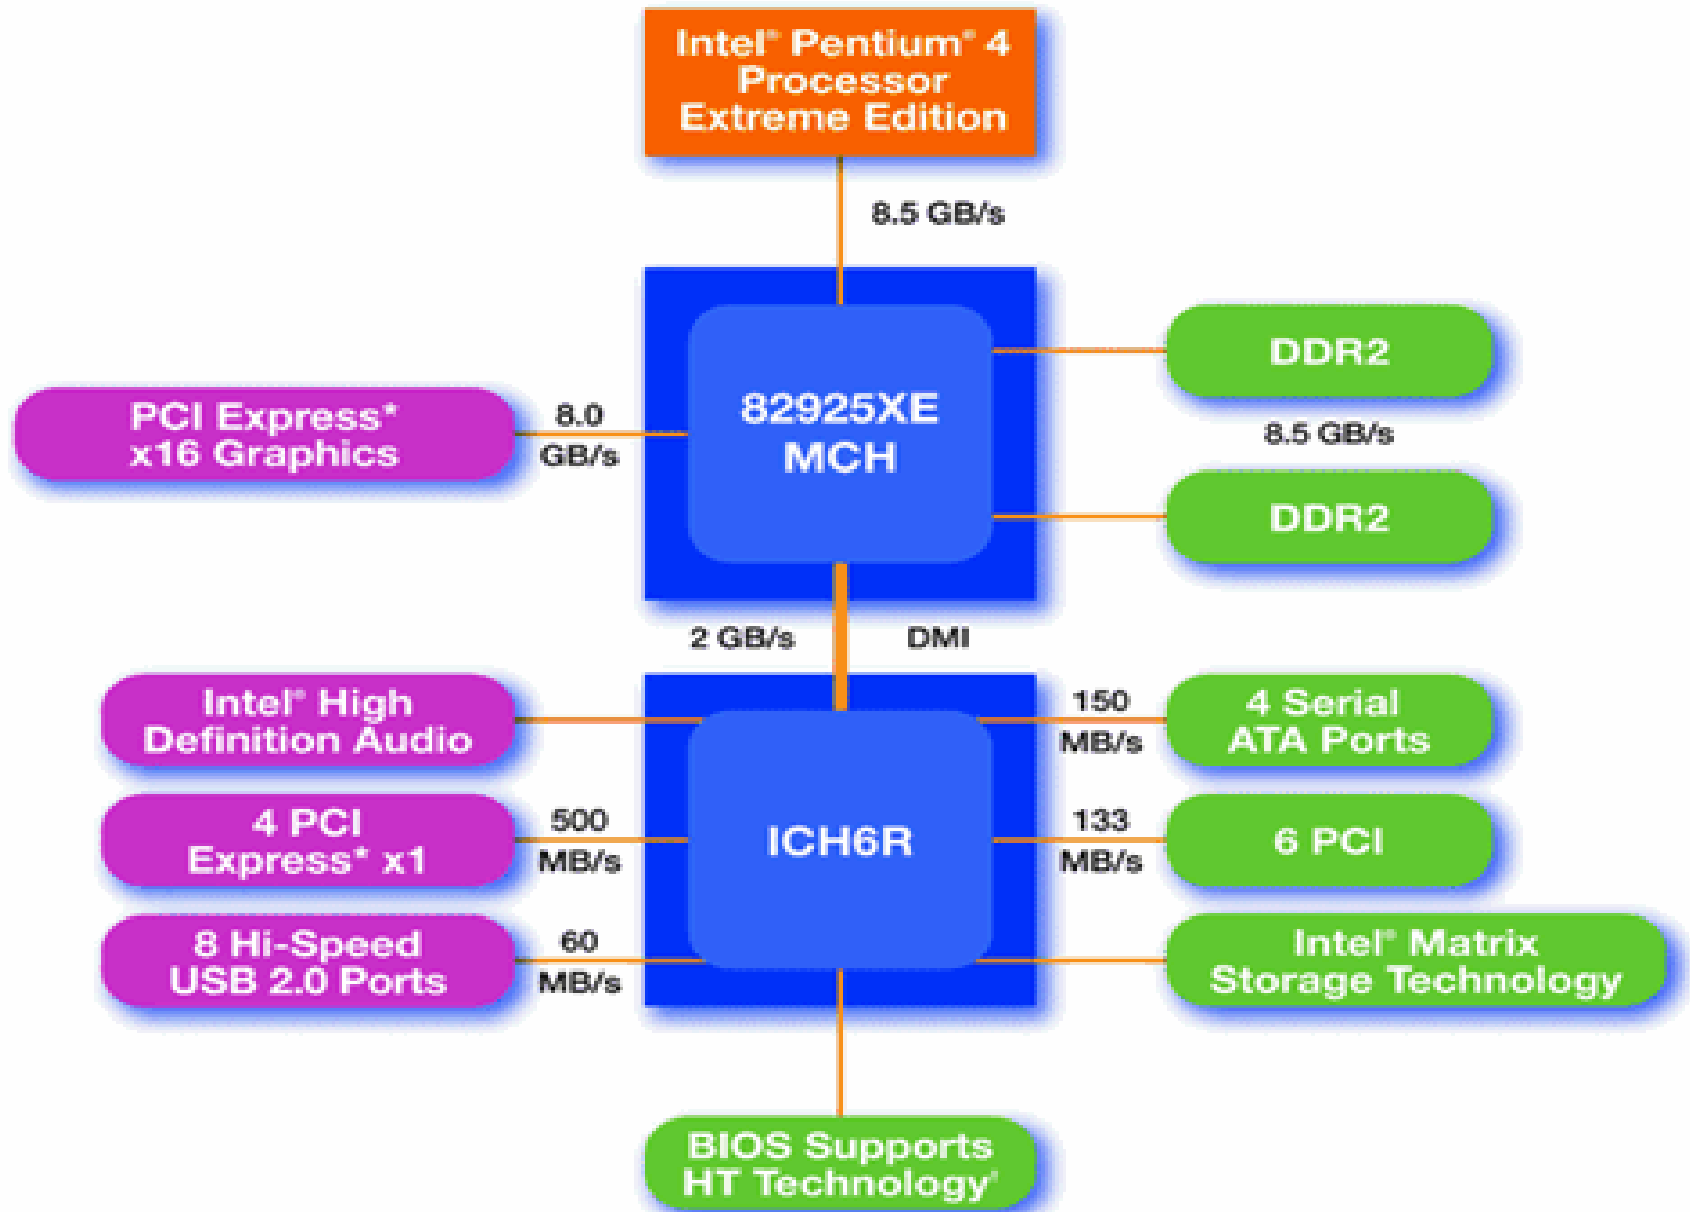 Intel® Pentium® 4
Processor
Extreme Edition
8.5 GB/s
82925XE
MCH
PCI Express*
x16 Graphics
8.0
GB/s
DDR2
8.5 GB/s
DDR2
2 GB/s
DMI
Intel® High
Definition Audio
4 PCI
Express* x1
500
MB/s
8 Hi-Speed
USB 2.0 Ports
60
MB/s
ICH6R
150
MB/s
4 Serial
ATA Ports
133
MB/s
6 PCI
Intel® Matrix
Storage Technology
BIOS Supports
HT Technology¹